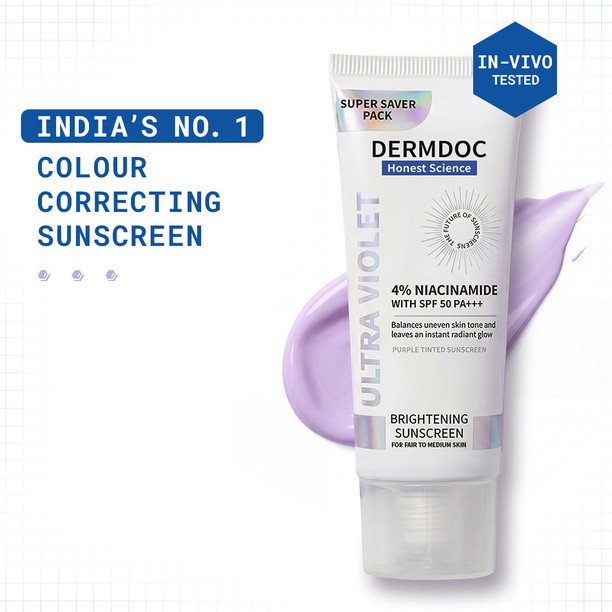 IN-VIVO
TESTED
INDIA'S NO. 1
COLOUR
CORRECTING
SUNSCREEN
SUPER SAVER
PACK
DERMDOC
Honest Science
ULTRA VIOLET
THE FUTURE OF SUNSCREENS
4% NIACINAMIDE
WITH SPF 50 PA+++
Balances uneven skin tone and
leaves an instant radiant glow
PURPLE TINTED SUNSCREEN
BRIGHTENING
SUNSCREEN
FOR FAIR TO MEDIUM SKIN